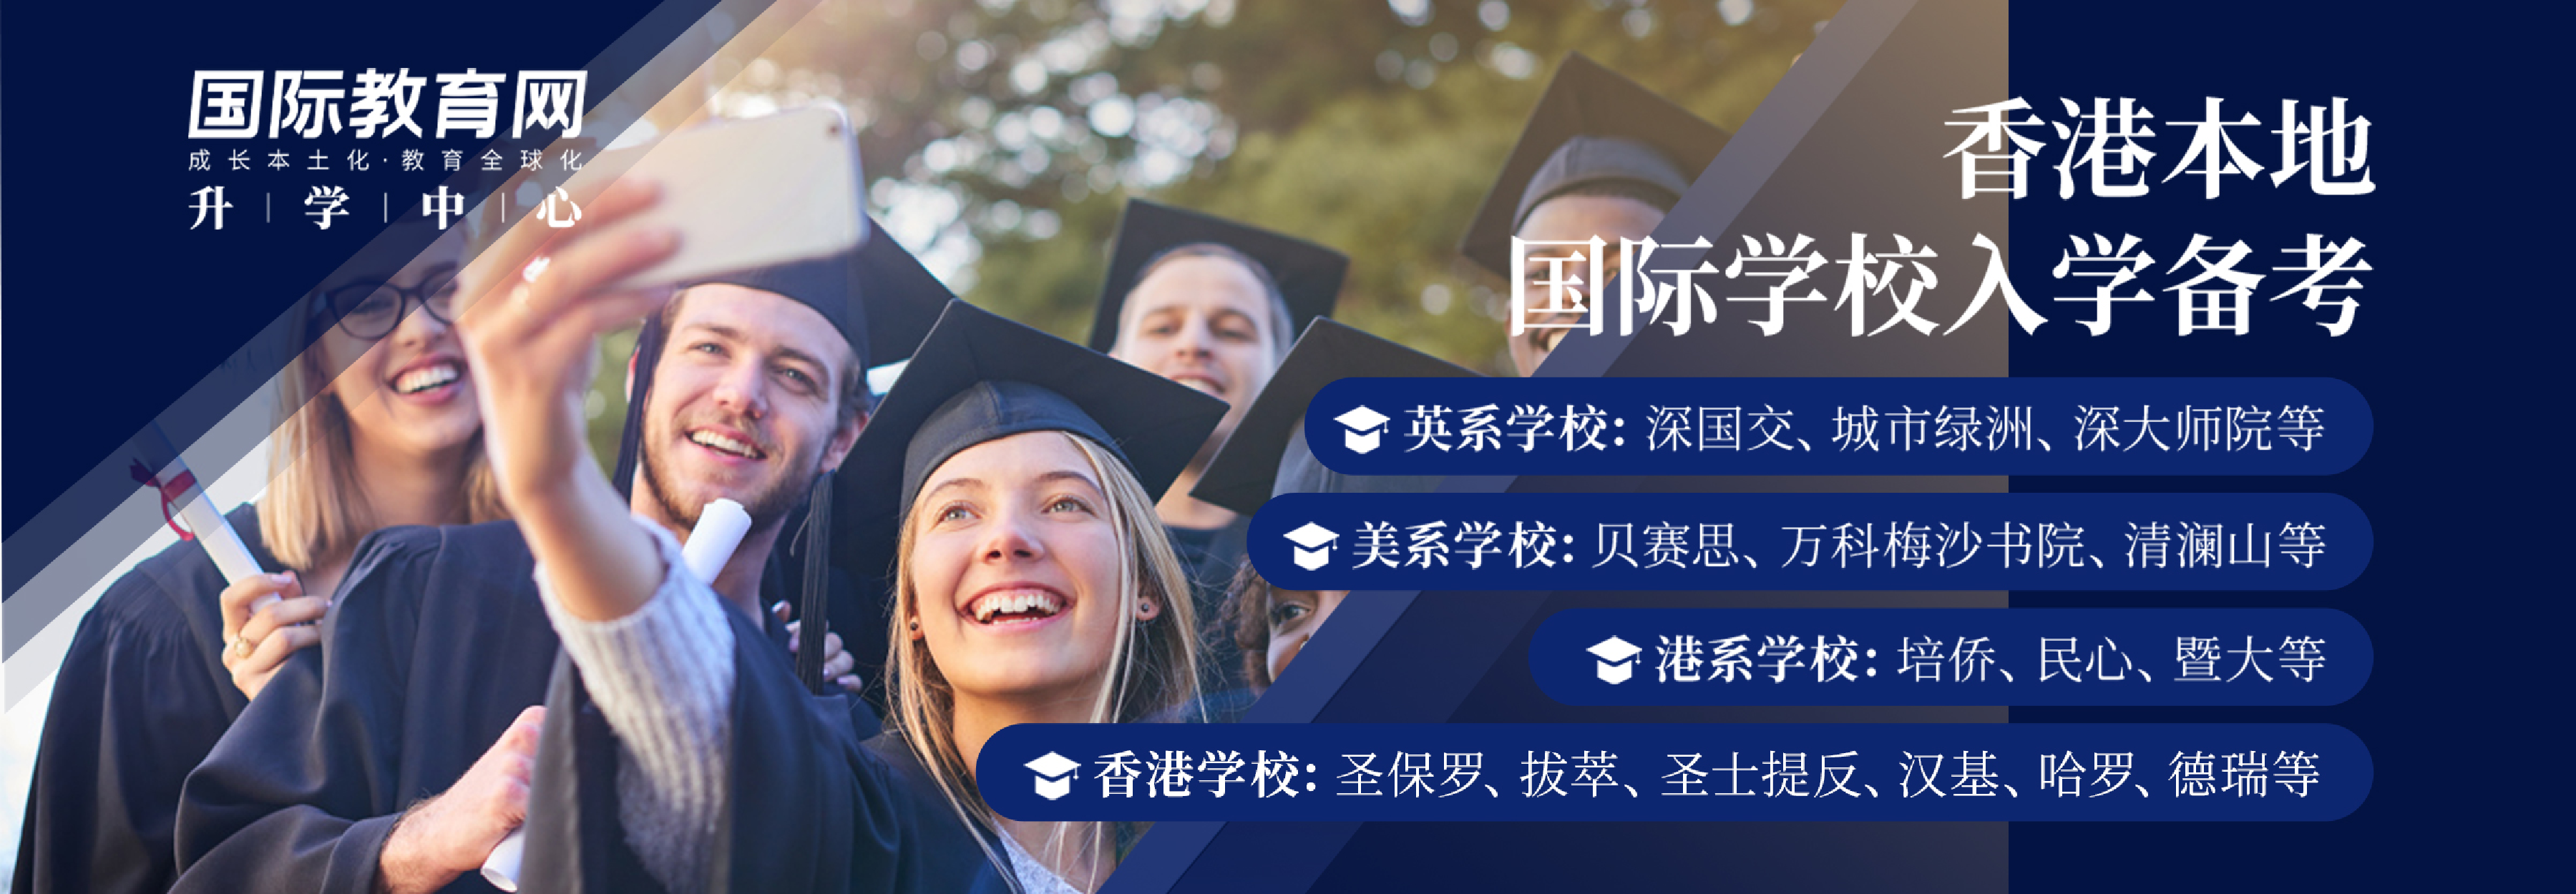 国际教育网
成长本土化·教育全球化
升|学|中|心
香港本地
国际学校入学备考
英系学校：深国交、城市绿洲、深大师院等
美系学校：贝赛思、万科梅沙书院、清澜山等
港系学校：培侨、民心、暨大等
香港学校：圣保罗、拔萃、圣士提反、汉基、哈罗、德瑞等